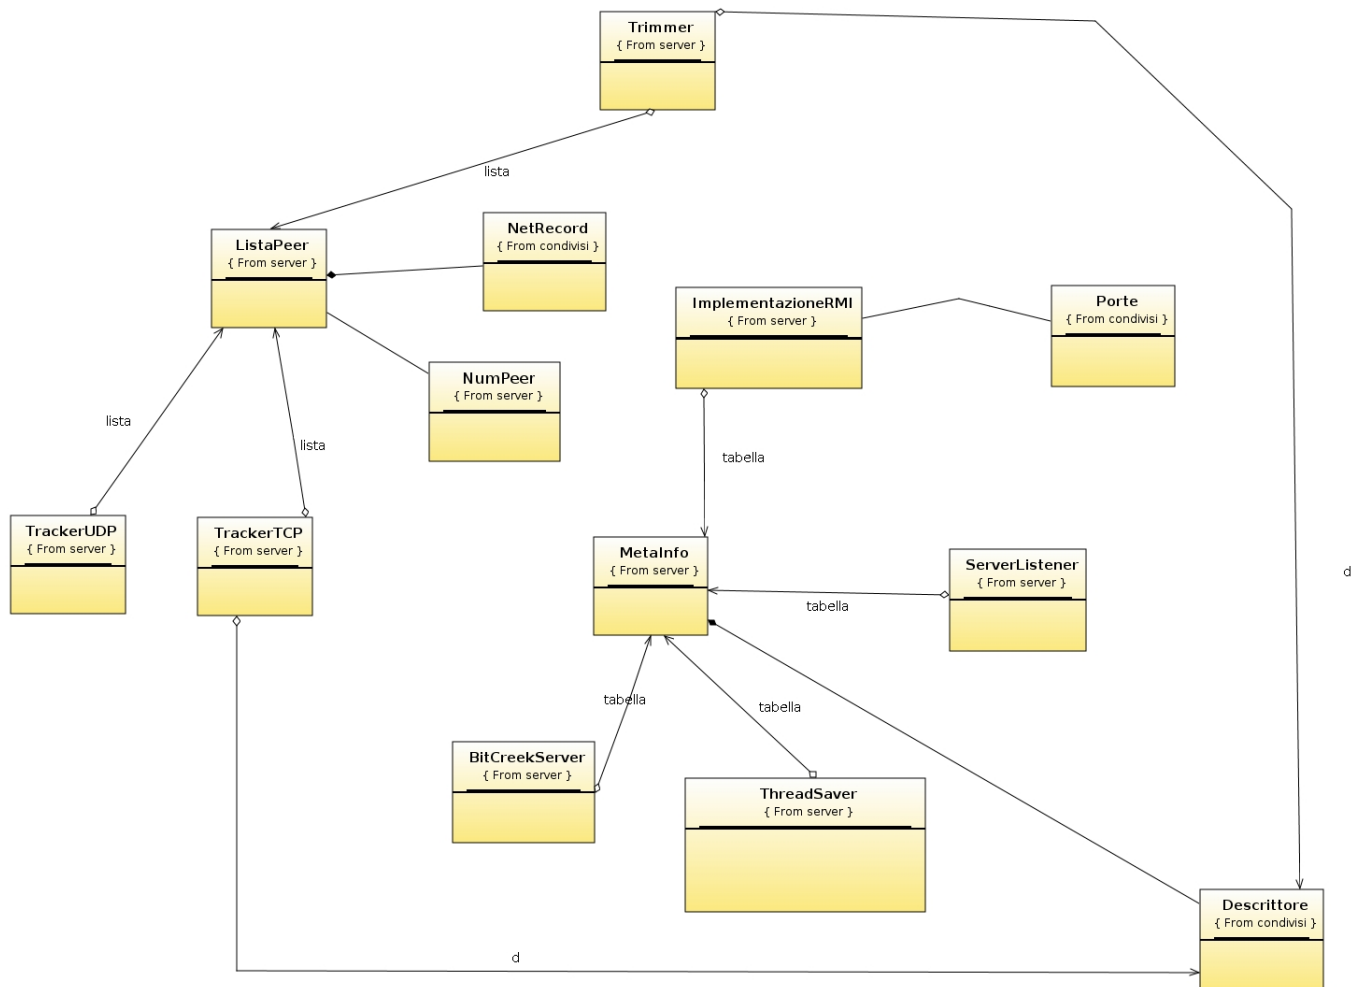 Trimmer
{ From server }
lista
NetRecord
{ From condivisi }
ListaPeer
{ From server }
ImplementazioneRMI
{ From server }
Porte
{ From condivisi }
NumPeer
{ From server }
lista
lista
tabella
TrackerUDP
{ From server }
TrackerTCP
{ From server }
MetaInfo
{ From server }
ServerListener
{ From server }
d
tabella
tabella
tabella
BitCreekServer
{ From server }
ThreadSaver
{ From server }
Descrittore
{ From condivisi }
d